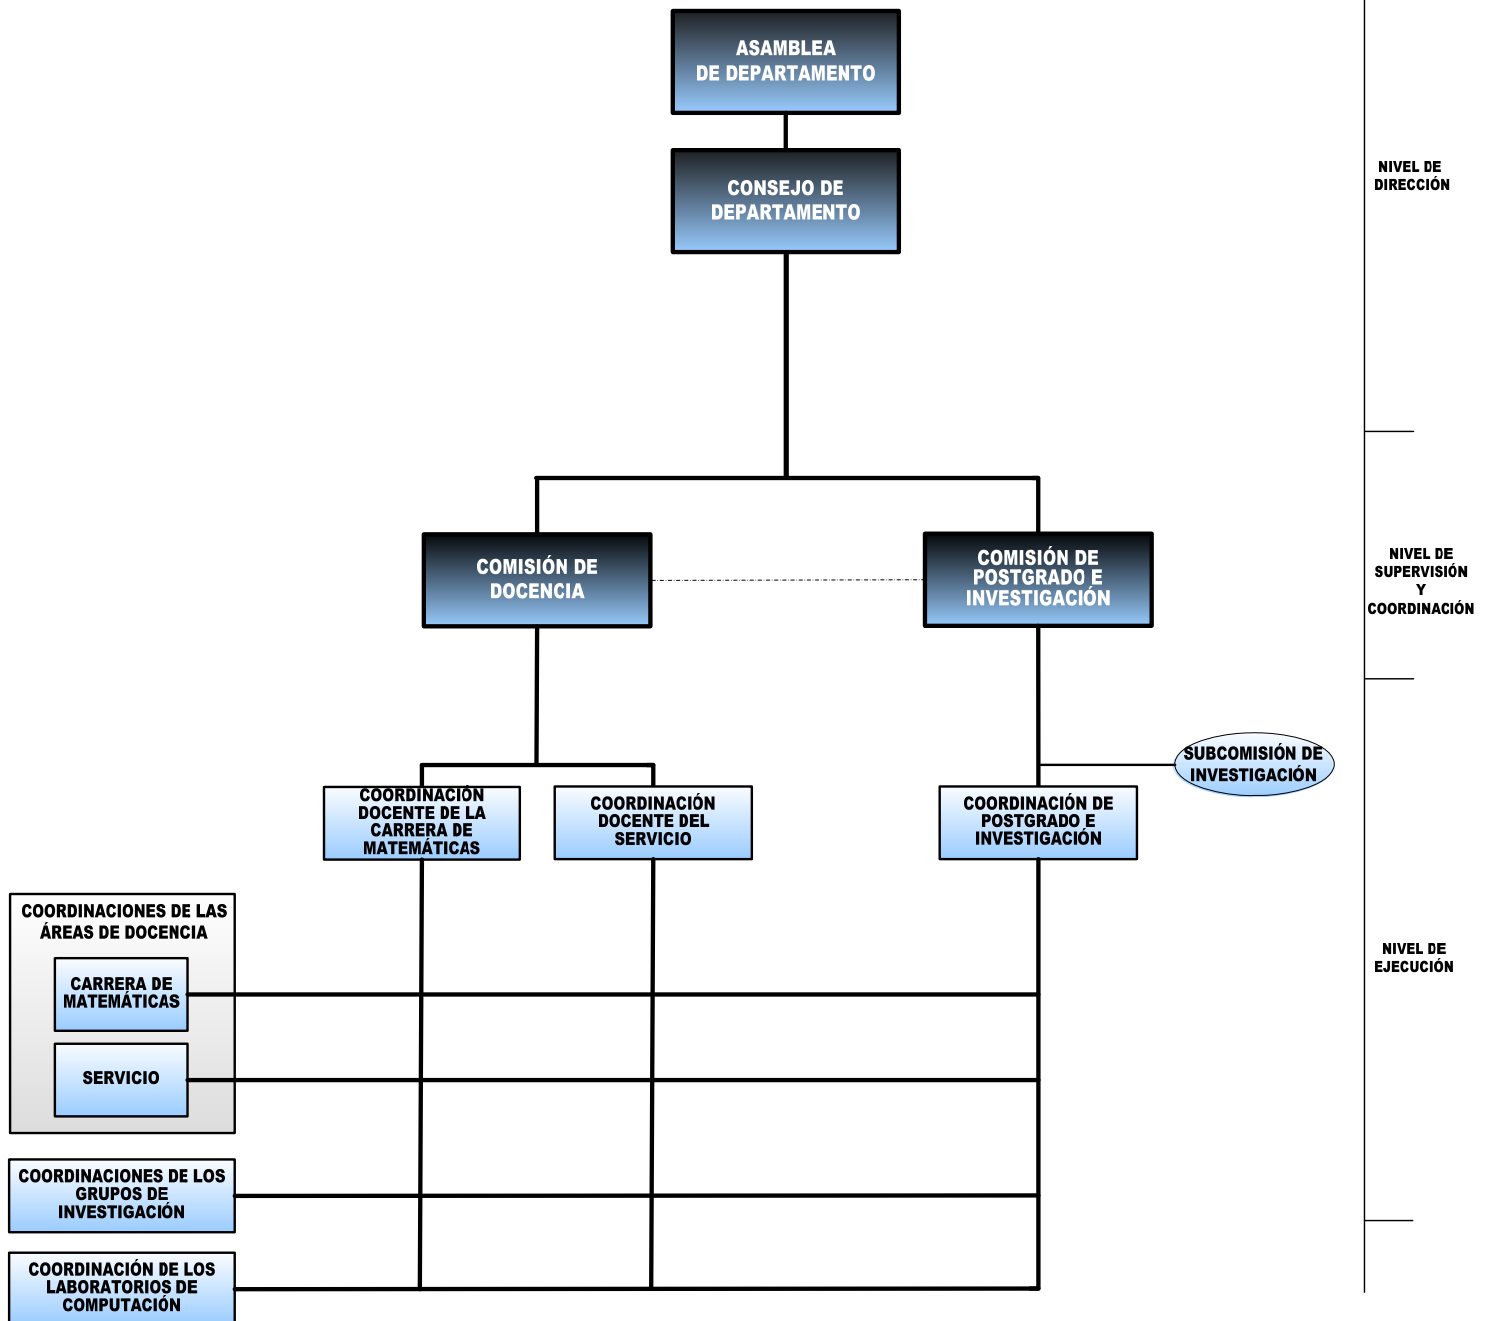 ASAMBLEA
DE DEPARTAMENTO
CONSEJO DE
DEPARTAMENTO
NIVEL DE
DIRECCIÓN
COMISIÓN DE
DOCENCIA
COMISIÓN DE
POSTGRADO E
INVESTIGACIÓN
NIVEL DE
SUPERVISIÓN
Y
COORDINACIÓN
SUBCOMISIÓN DE
INVESTIGACIÓN
COORDINACIÓN
DOCENTE DE LA
CARRERA DE
MATEMÁTICAS
COORDINACIÓN
DOCENTE DEL
SERVICIO
COORDINACIÓN DE
POSTGRADO E
INVESTIGACIÓN
COORDINACIONES DE LAS
ÁREAS DE DOCENCIA
CARRERA DE
MATEMÁTICAS
SERVICIO
NIVEL DE
EJECUCIÓN
COORDINACIONES DE LOS
GRUPOS DE
INVESTIGACIÓN
COORDINACIÓN DE LOS
LABORATORIOS DE
COMPUTACIÓN